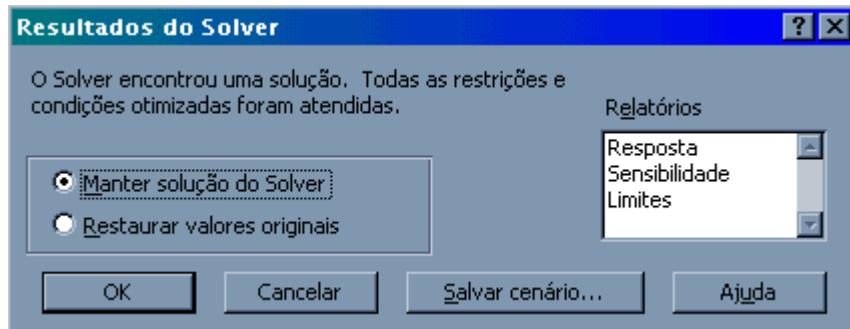 Resultados do Solver
O Solver encontrou uma solução. Todas as restrições e
condições otimizadas foram atendidas.
Relatórios
Resposta
Sensibilidade
Limites
Manter solução do Solver
Restaurar valores originais
OK
Cancelar
Salvar cenário...
Ajuda